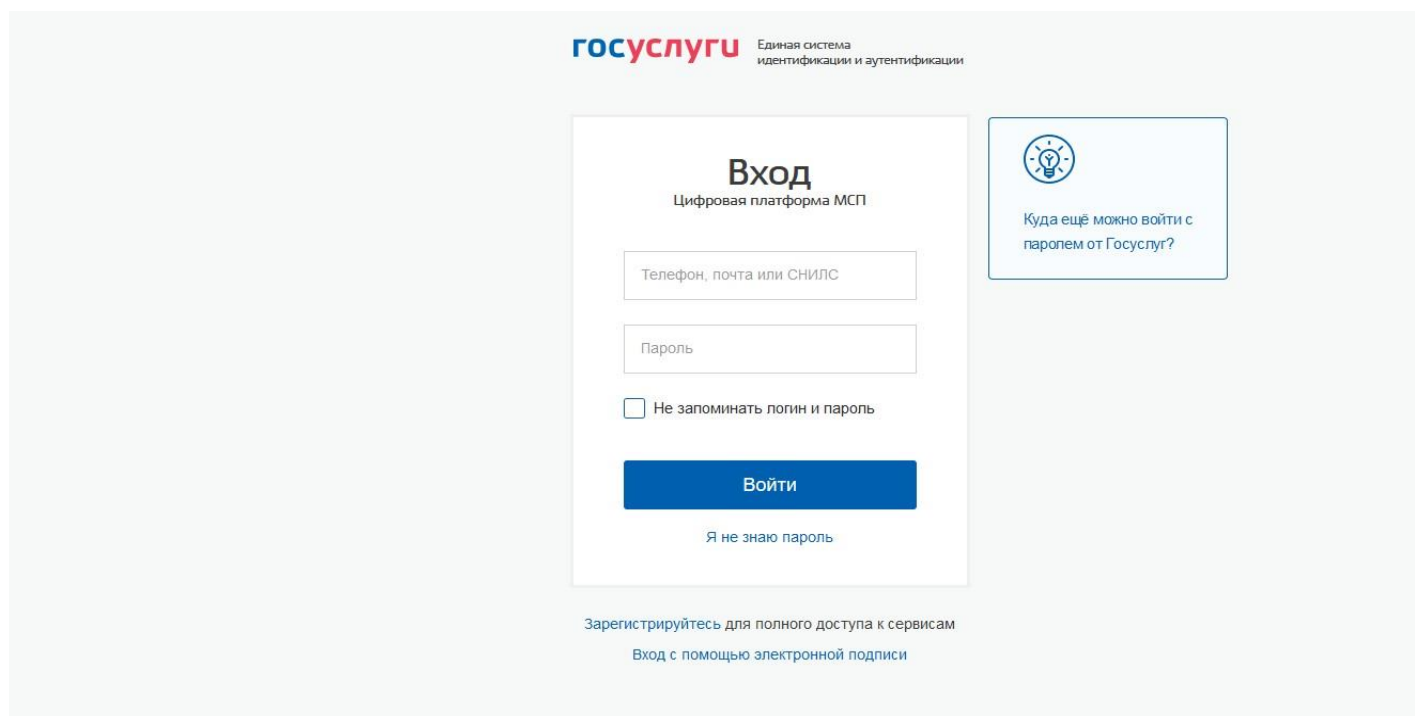 госуслуги
Единая система
идентификации и аутентификации
Вход
Цифровая платформа МСП
Телефон, почта или СНИЛС
Пароль
Не запоминать логин и пароль
Войти
Я не знаю пароль
Куда ещё можно войти с
паролем от Госуслуг?
Зарегистрируйтесь для полного доступа к сервисам
Вход с помощью электронной подписи